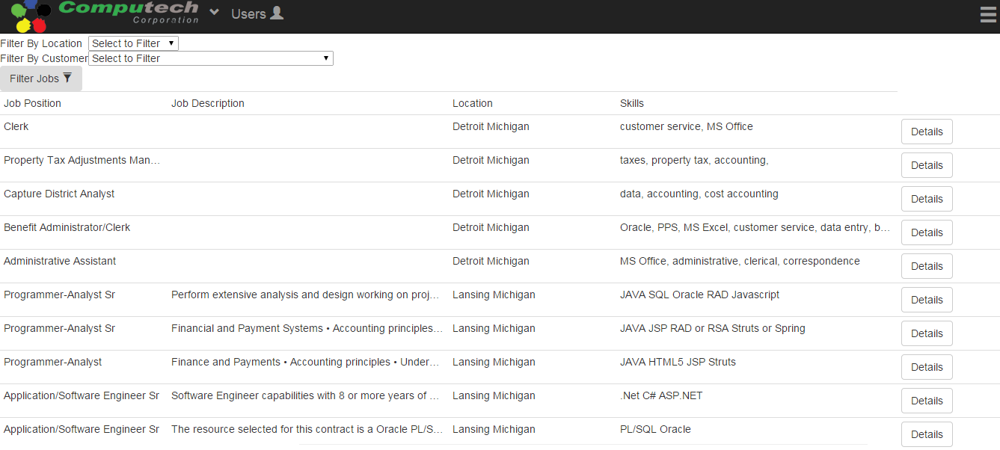 Computech
Corporation
Users
Filter By Location Select to Filter
Filter By Customer Select to Filter
Filter Jobs
Job Position Job Description Location Skills
Clerk Detroit Michigan customer service, MS Office Details
Property Tax Adjustments Man… Detroit Michigan taxes, property tax, accounting, Details
Capture District Analyst Detroit Michigan data, accounting, cost accounting Details
Benefit Administrator/Clerk Detroit Michigan Oracle, PPS, MS Excel, customer service, data entry, b… Details
Administrative Assistant Detroit Michigan MS Office, administrative, clerical, correspondence Details
Programmer-Analyst Sr Perform extensive analysis and design working on proj… Lansing Michigan JAVA SQL Oracle RAD Javascript Details
Programmer-Analyst Sr Financial and Payment Systems • Accounting principles… Lansing Michigan JAVA JSP RAD or RSA Struts or Spring Details
Programmer-Analyst Finance and Payments • Accounting principles • Under… Lansing Michigan JAVA HTML5 JSP Struts Details
Application/Software Engineer Sr Software Engineer capabilities with 8 or more years of … Lansing Michigan .Net C# ASP.NET Details
Application/Software Engineer Sr The resource selected for this contract is a Oracle PL/S… Lansing Michigan PL/SQL Oracle Details